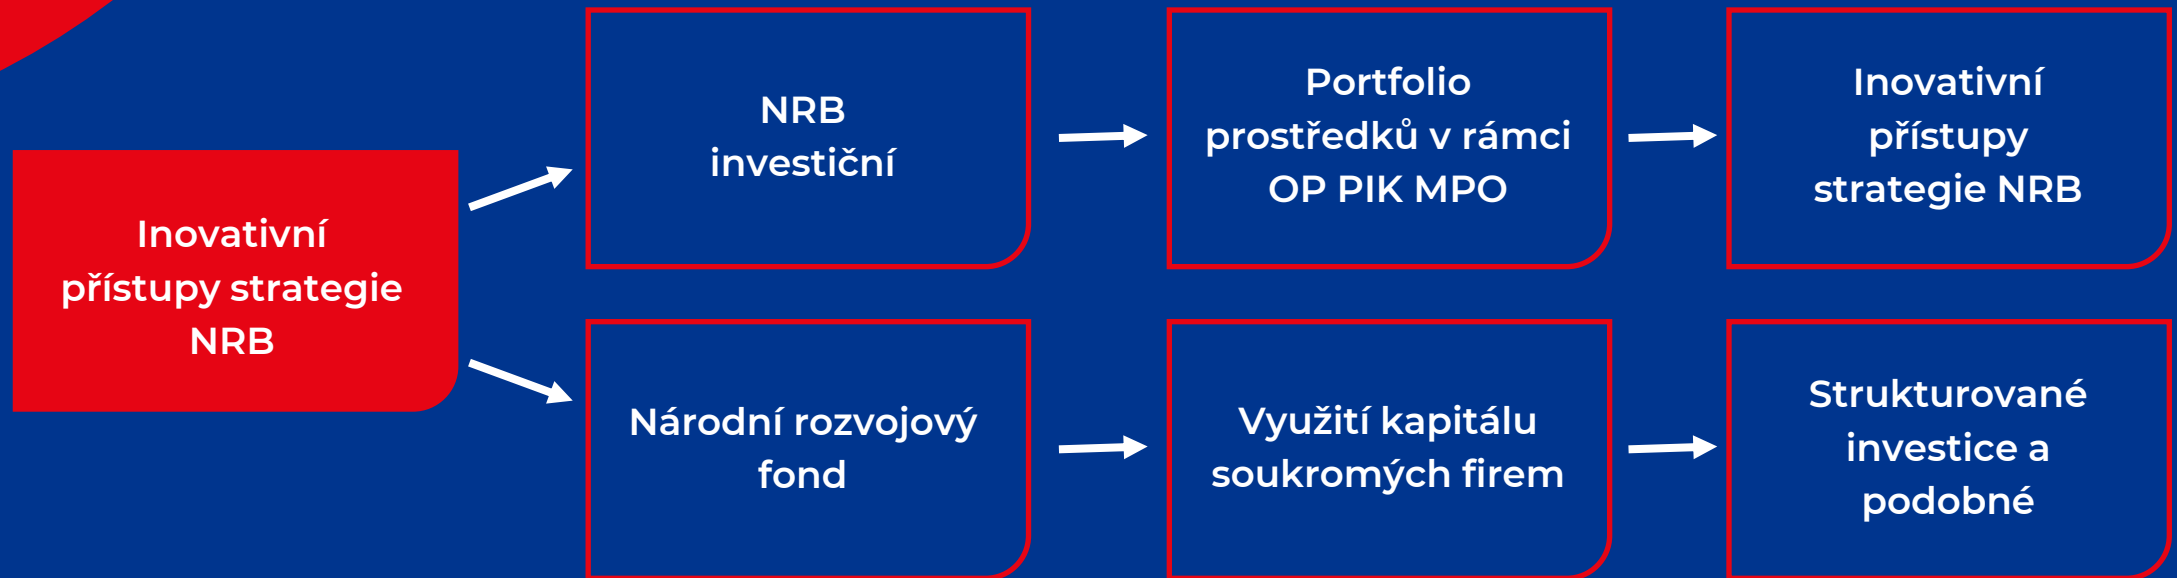 Inovativní
přístupy strategie
NRB
NRB
investiční
Portfolio
prostředků v rámci
OP PIK MPO
Inovativní
přístupy
strategie NRB
Národní rozvojový
fond
Využití kapitálu
soukromých firem
Strukturované
investice a
podobné